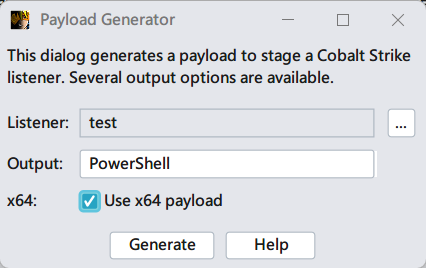 Payload Generator
This dialog generates a payload to stage a Cobalt Strike
listener. Several output options are available.
Listener: test ...
Output: PowerShell
x64: Use x64 payload
Generate Help